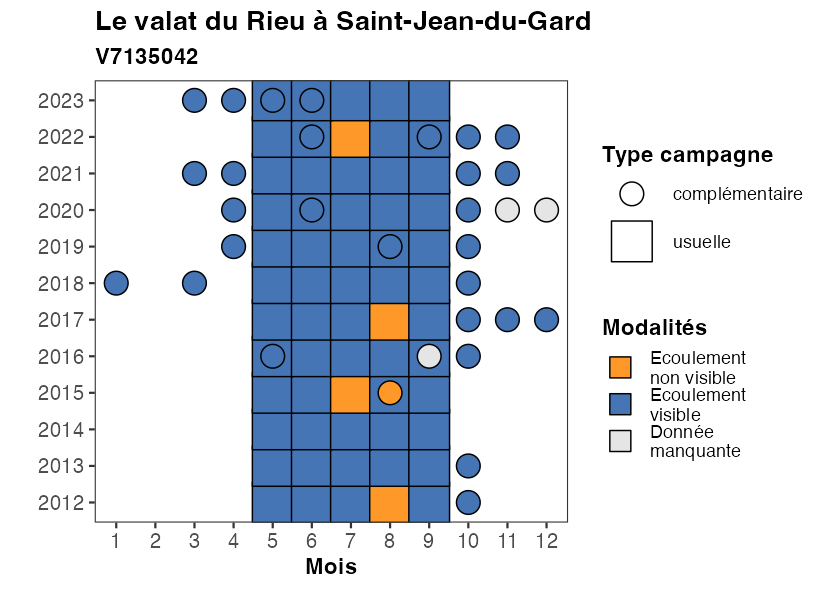 Le valat du Rieu à Saint-Jean-du-Gard
V7135042
2023
2022
2021
2020
2019
2018
2017
2016
2015
2014
2013
2012
1 2 3 4 5 6 7 8 9 10 11 12
Mois
Type campagne
complémentaire
usuelle
Modalités
Ecoulement
non visible
Ecoulement
visible
Donnée
manquante